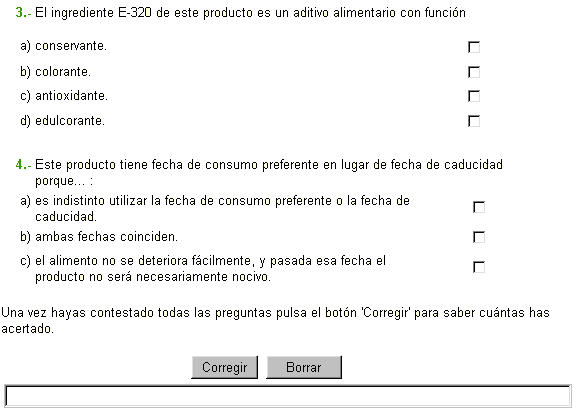 3.- El ingrediente E-320 de este producto es un aditivo alimentario con función
a) conservante.
b) colorante.
c) antioxidante.
d) edulcorante.
4.- Este producto tiene fecha de consumo preferente en lugar de fecha de caducidad
porque... :
a) es indistinto utilizar la fecha de consumo preferente o la fecha de
caducidad.
b) ambas fechas coinciden.
c) el alimento no se deteriora fácilmente, y pasada esa fecha el
producto no será necesariamente nocivo.
Una vez hayas contestado todas las preguntas pulsa el botón 'Corregir' para saber cuántas has
acertado.
Corregir Borrar